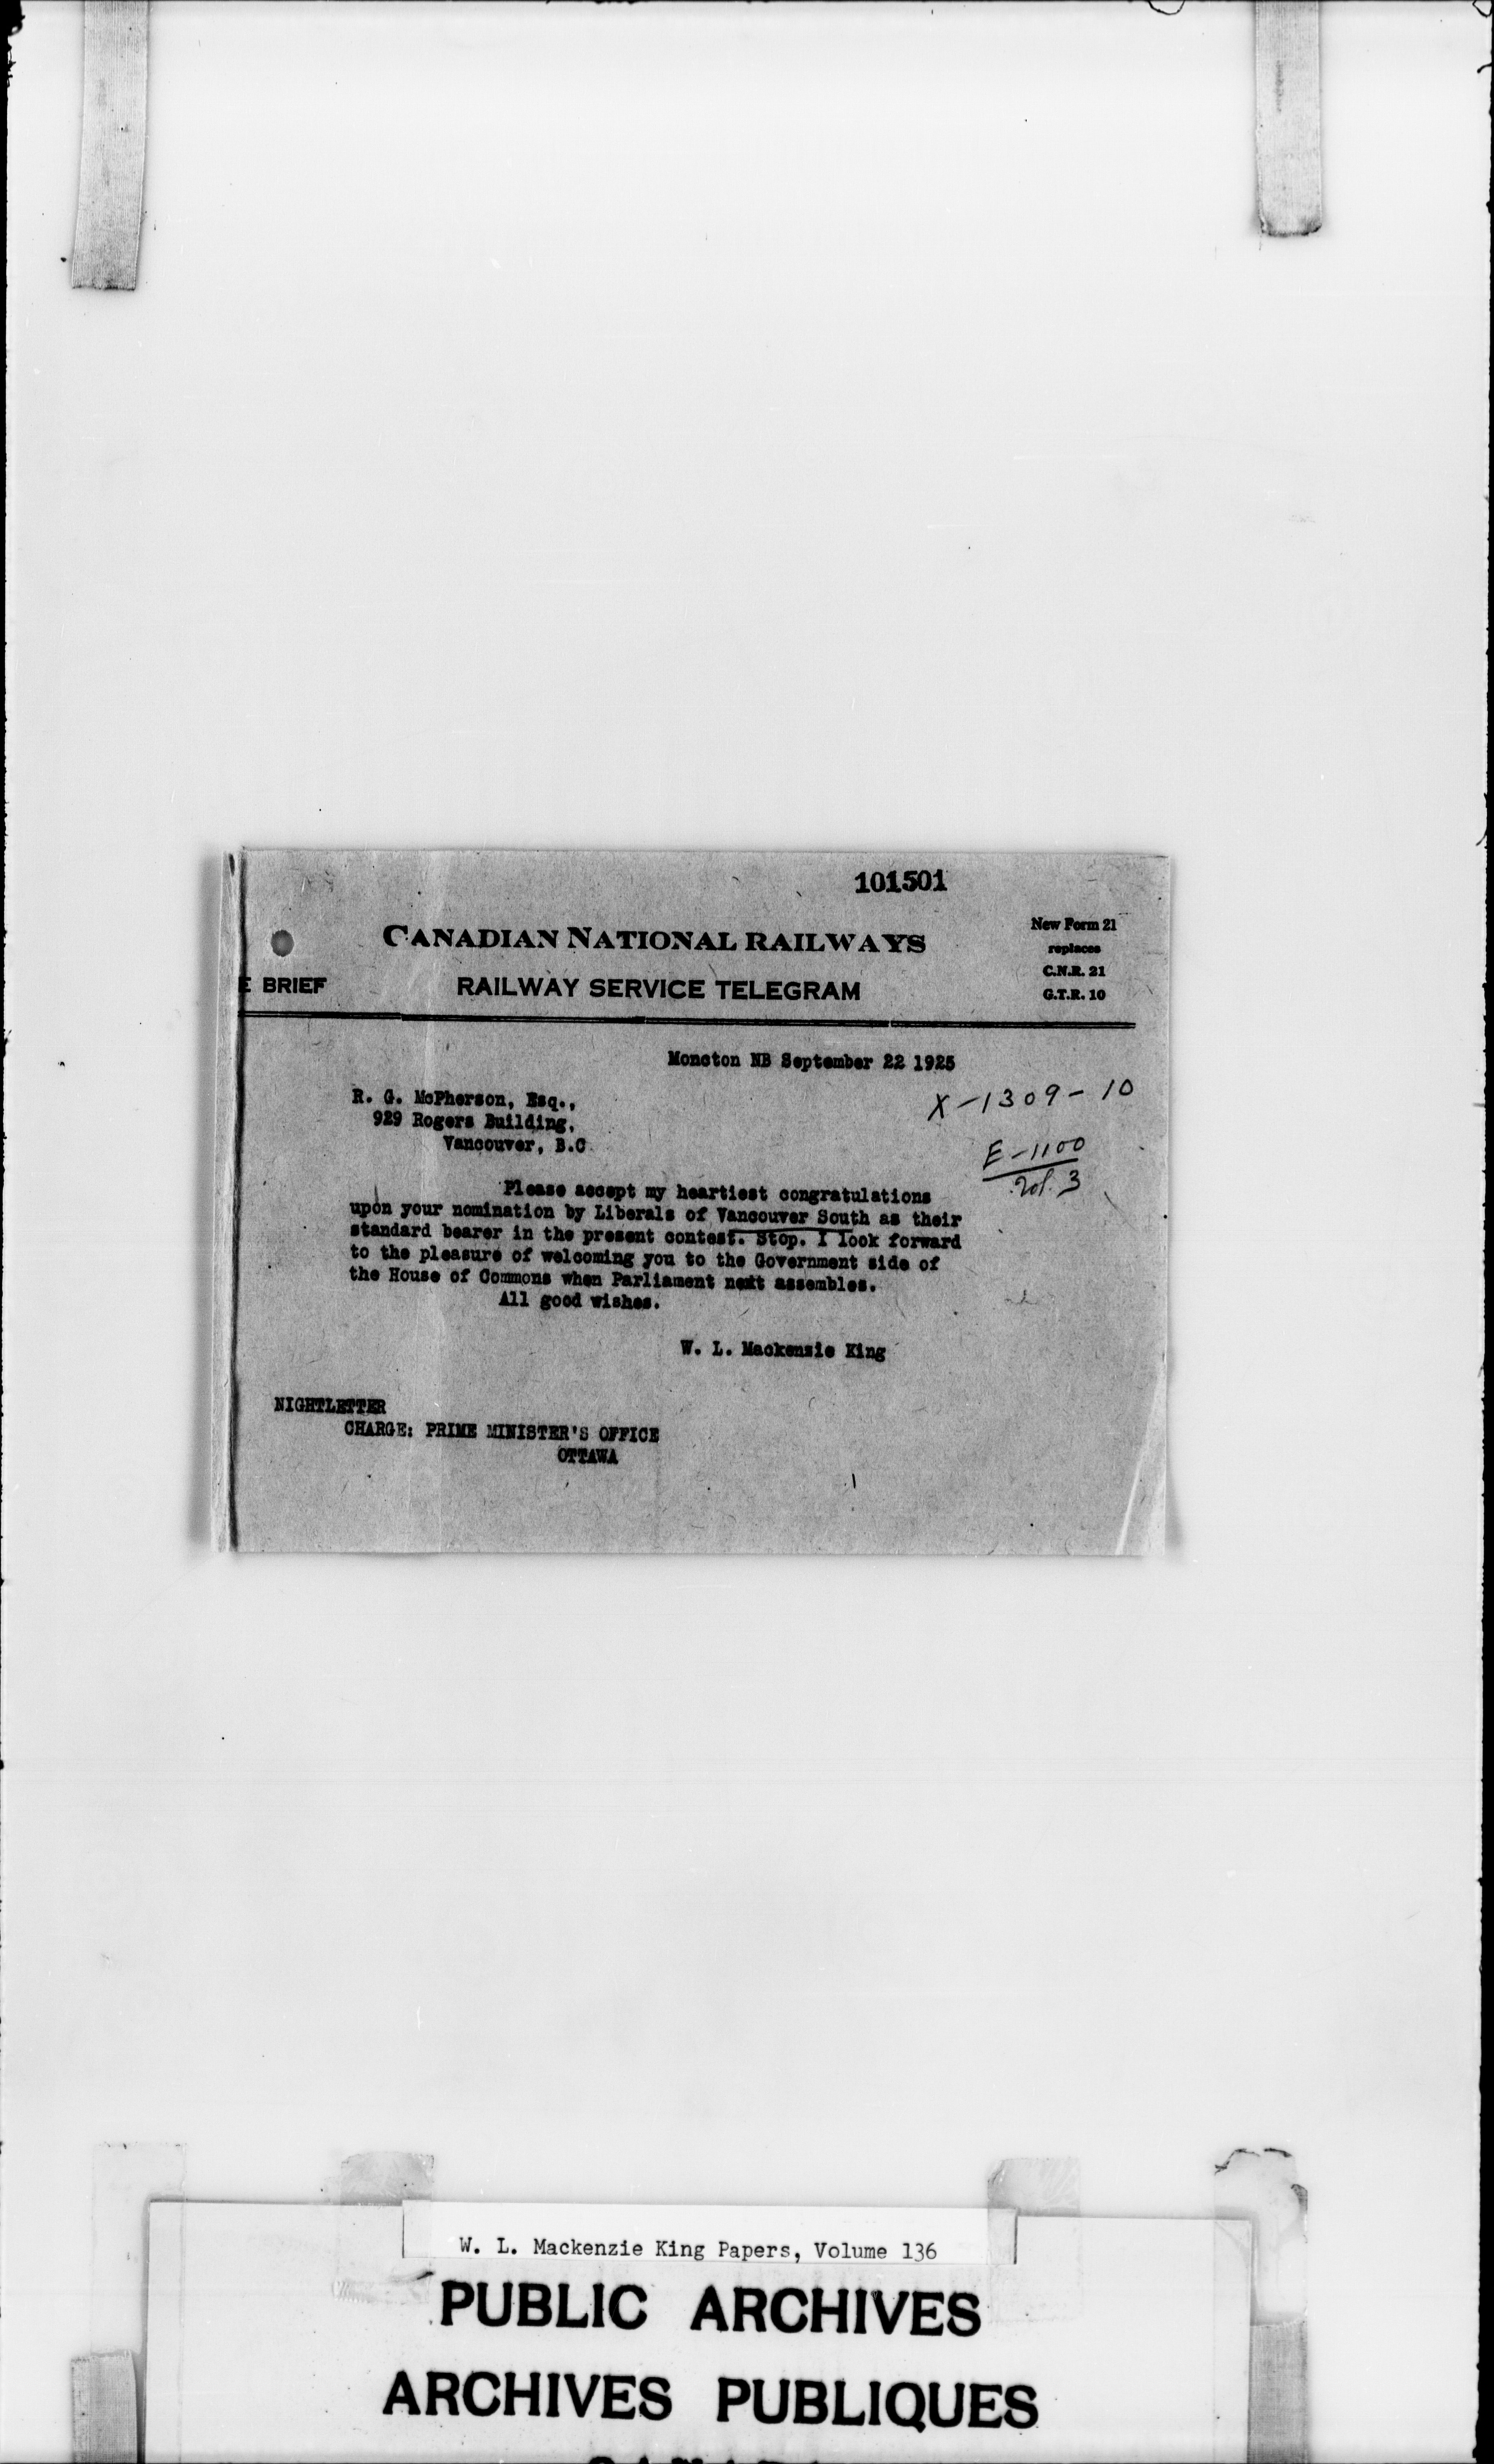 101501
CANADIAN NATIONAL RAILWAYS
New Form 21
replaces
C.N.R. 21
G.T.R. 10
E BRIEF
RAILWAY SERVICE TELEGRAM
Moncton NB September 22 1925
X-1309-10
R. G. McPherson, Esq.,
929 Rogers Building,
Vancouver, B.C.
E-1100
Vol. 3
Please accept my heartiest congratulations
upon your nomination by Liberals of Vancouver South as their
standard bearer in the present contest. Stop. I look forward
to the pleasure of welcoming you to the Government side of
the House of Commons when Parliament next assembles.
All good wishes.
W. L. Mackenzie King
NIGHTLETTER
CHARGE: PRIME MINISTER'S OFFICE
OTTAWA
W. L. Mackenzie King Papers, Volume 136
PUBLIC ARCHIVES
ARCHIVES PUBLIQUES